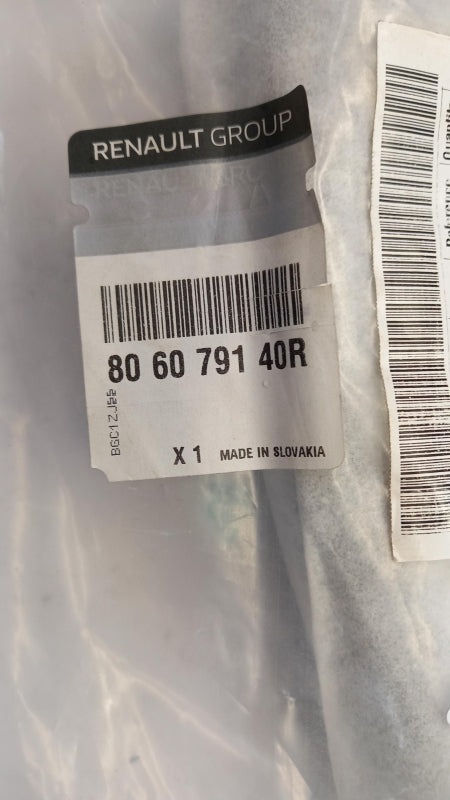 RENAULT GROUP
80 60 791 40R
X 1 MADE IN SLOVAKIA